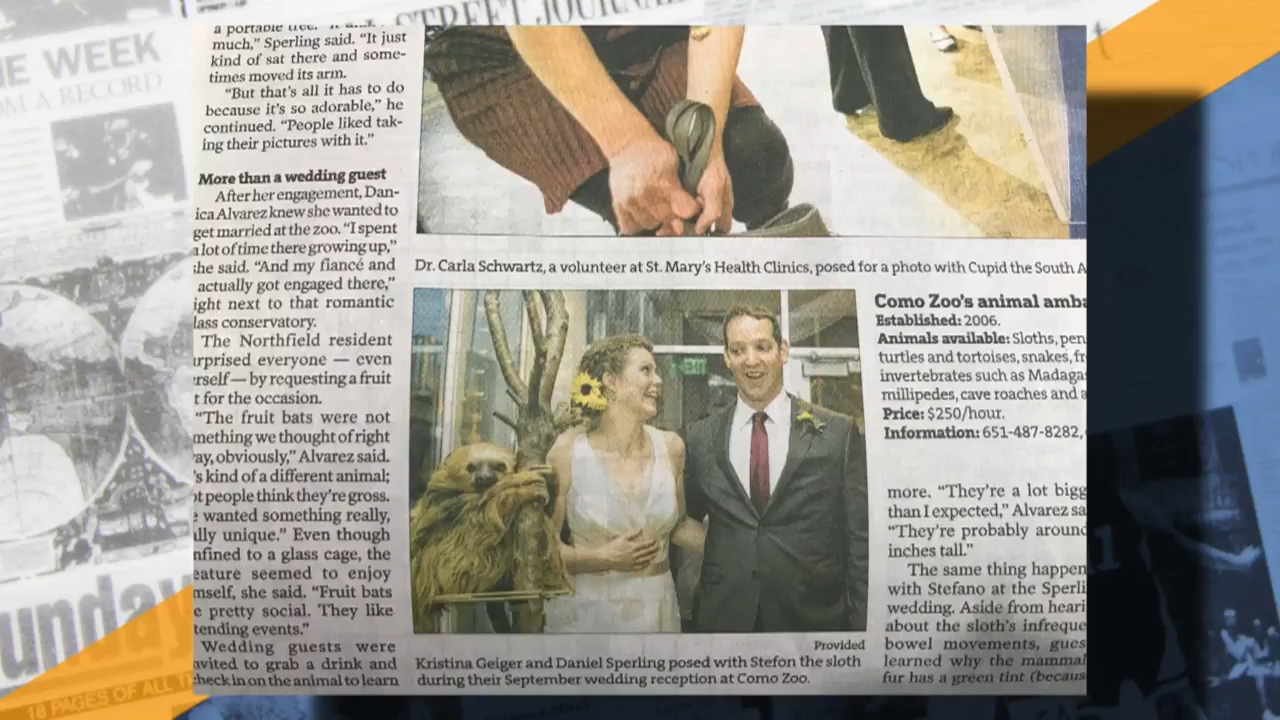 STREET JOURNAL
E WEEK
OM A RECORD
unday
18 PAGES OF ALL T
a portable tree.
much," Sperling said. "It just
kind of sat there and some-
times moved its arm.
"But that's all it has to do
because it's so adorable," he
continued. "People liked tak-
ing their pictures with it."
More than a wedding guest
After her engagement, Dan-
ica Alvarez knew she wanted to
get married at the zoo. "I spent
a lot of time there growing up,"
she said. "And my fiancé and
actually got engaged there,"
ight next to that romantic
lass conservatory.
The Northfield resident
urprised everyone — even
rself — by requesting a fruit
t for the occasion.
"The fruit bats were not
mething we thought of right
ay, obviously," Alvarez said.
's kind of a different animal;
ot people think they're gross.
e wanted something really,
ally unique." Even though
nfined to a glass cage, the
eature seemed to enjoy
mself, she said. "Fruit bats
e pretty social. They like
tending events."
Wedding guests were
nvited to grab a drink and
check in on the animal to learn
Dr. Carla Schwartz, a volunteer at St. Mary's Health Clinics, posed for a photo with Cupid the South A
EXIT
Provided
Kristina Geiger and Daniel Sperling posed with Stefon the sloth
during their September wedding reception at Como Zoo.
Como Zoo's animal amba
Established: 2006.
Animals available: Sloths, pen
turtles and tortoises, snakes, fr
invertebrates such as Madaga
millipedes, cave roaches and a
Price: $250/hour.
Information: 651-487-8282,
more. "They're a lot bigg
than I expected," Alvarez sa
"They're probably around
inches tall."
The same thing happen
with Stefano at the Sperli
wedding. Aside from heari
about the sloth's infreque
bowel movements, gues
learned why the mammal
fur has a green tint (becaus